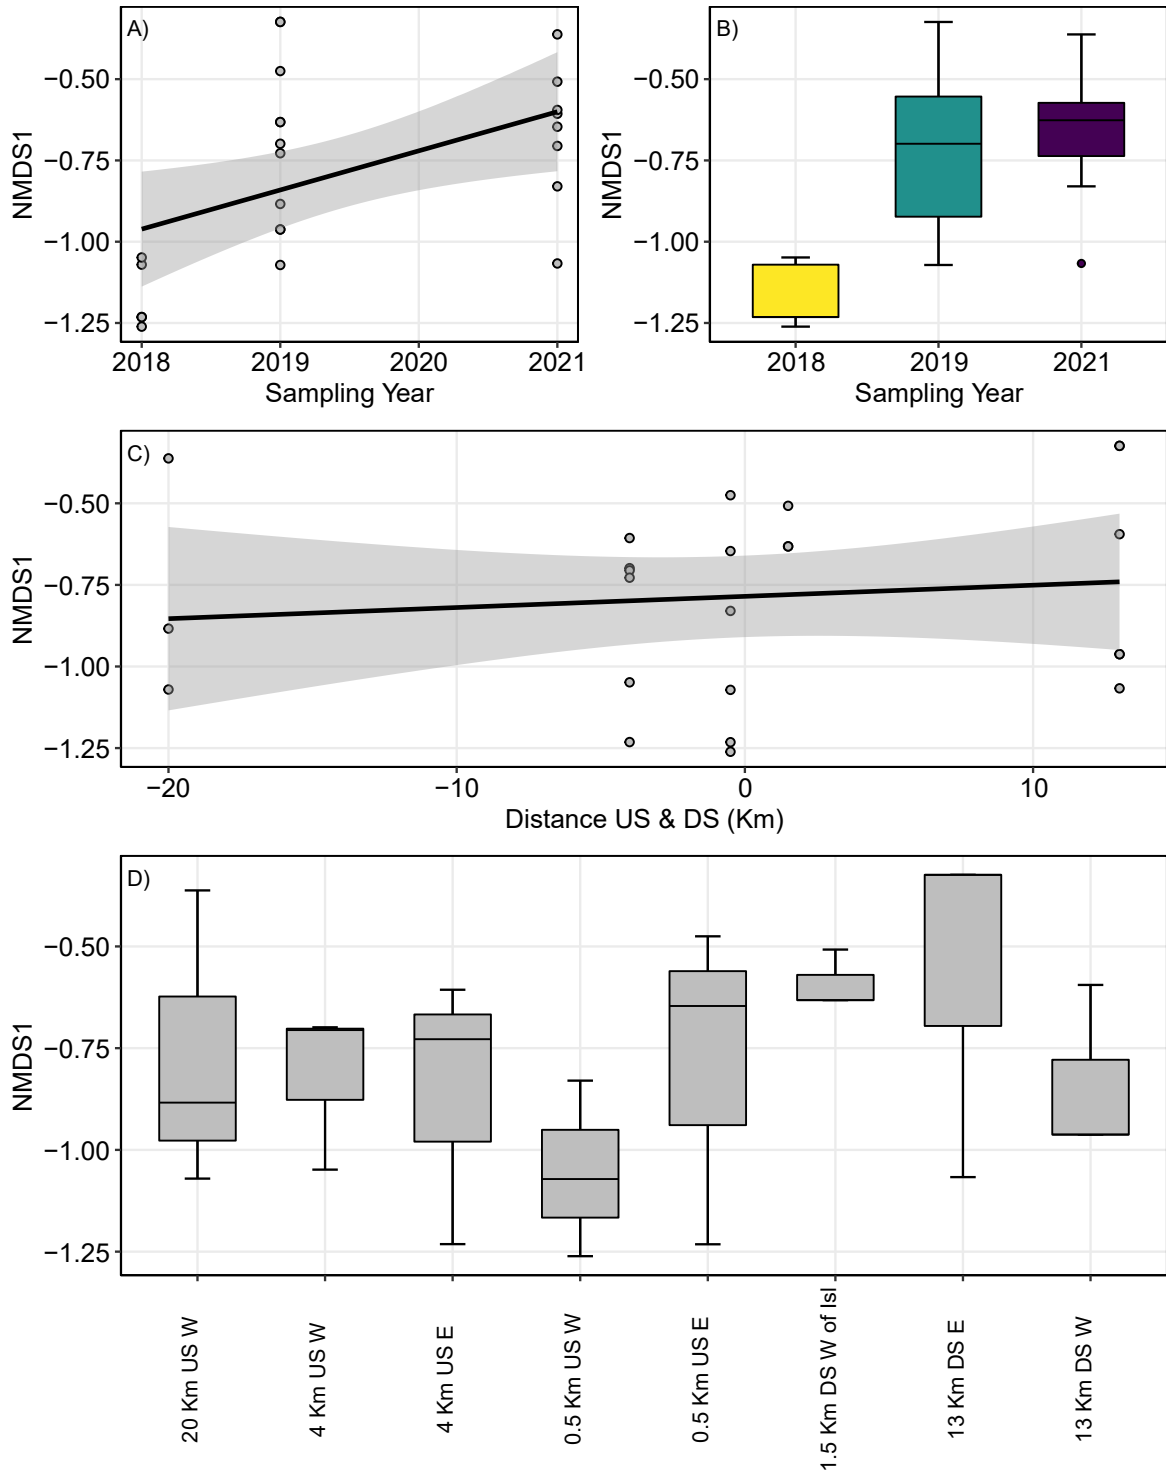 A)
B)
−0.50
−0.75
−1.00
−1.25
NMDS1
2018
2019
2020
2021
Sampling Year
−0.50
−0.75
−1.00
−1.25
NMDS1
2018
2019
2021
Sampling Year
C)
−0.50
−0.75
−1.00
−1.25
NMDS1
−20
−10
0
10
Distance US & DS (Km)
D)
−0.50
−0.75
−1.00
−1.25
NMDS1
20 Km US W
4 Km US W
4 Km US E
0.5 Km US W
0.5 Km US E
1.5 Km DS W of Isl
13 Km DS E
13 Km DS W